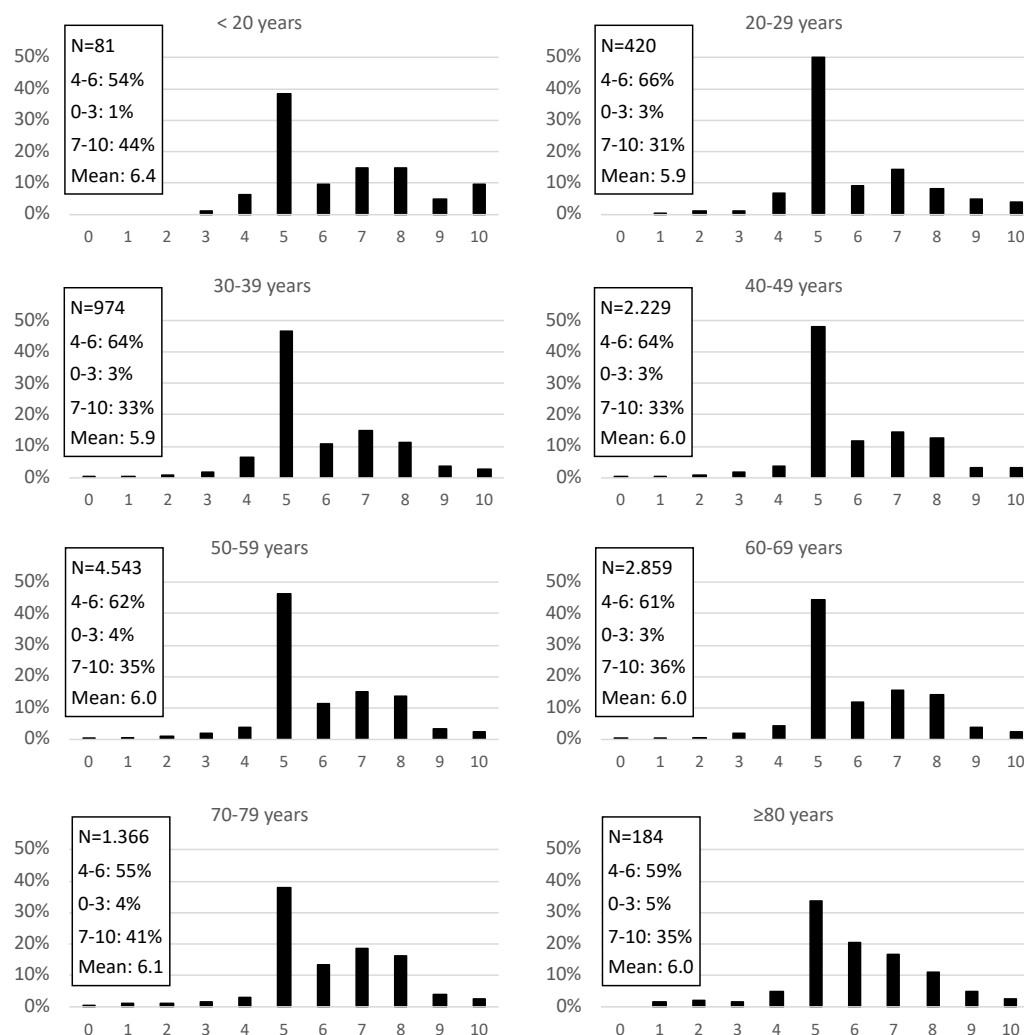 < 20 years
N=81
4-6: 54%
0-3: 1%
7-10: 44%
Mean: 6.4
50%
40%
30%
20%
10%
0%
0 1 2 3 4 5 6 7 8 9 10
20-29 years
N=420
4-6: 66%
0-3: 3%
7-10: 31%
Mean: 5.9
50%
40%
30%
20%
10%
0%
0 1 2 3 4 5 6 7 8 9 10
30-39 years
N=974
4-6: 64%
0-3: 3%
7-10: 33%
Mean: 5.9
50%
40%
30%
20%
10%
0%
0 1 2 3 4 5 6 7 8 9 10
40-49 years
N=2.229
4-6: 64%
0-3: 3%
7-10: 33%
Mean: 6.0
50%
40%
30%
20%
10%
0%
0 1 2 3 4 5 6 7 8 9 10
50-59 years
N=4.543
4-6: 62%
0-3: 4%
7-10: 35%
Mean: 6.0
50%
40%
30%
20%
10%
0%
0 1 2 3 4 5 6 7 8 9 10
60-69 years
N=2.859
4-6: 61%
0-3: 3%
7-10: 36%
Mean: 6.0
50%
40%
30%
20%
10%
0%
0 1 2 3 4 5 6 7 8 9 10
70-79 years
N=1.366
4-6: 55%
0-3: 4%
7-10: 41%
Mean: 6.1
50%
40%
30%
20%
10%
0%
0 1 2 3 4 5 6 7 8 9 10
≥80 years
N=184
4-6: 59%
0-3: 5%
7-10: 35%
Mean: 6.0
50%
40%
30%
20%
10%
0%
0 1 2 3 4 5 6 7 8 9 10